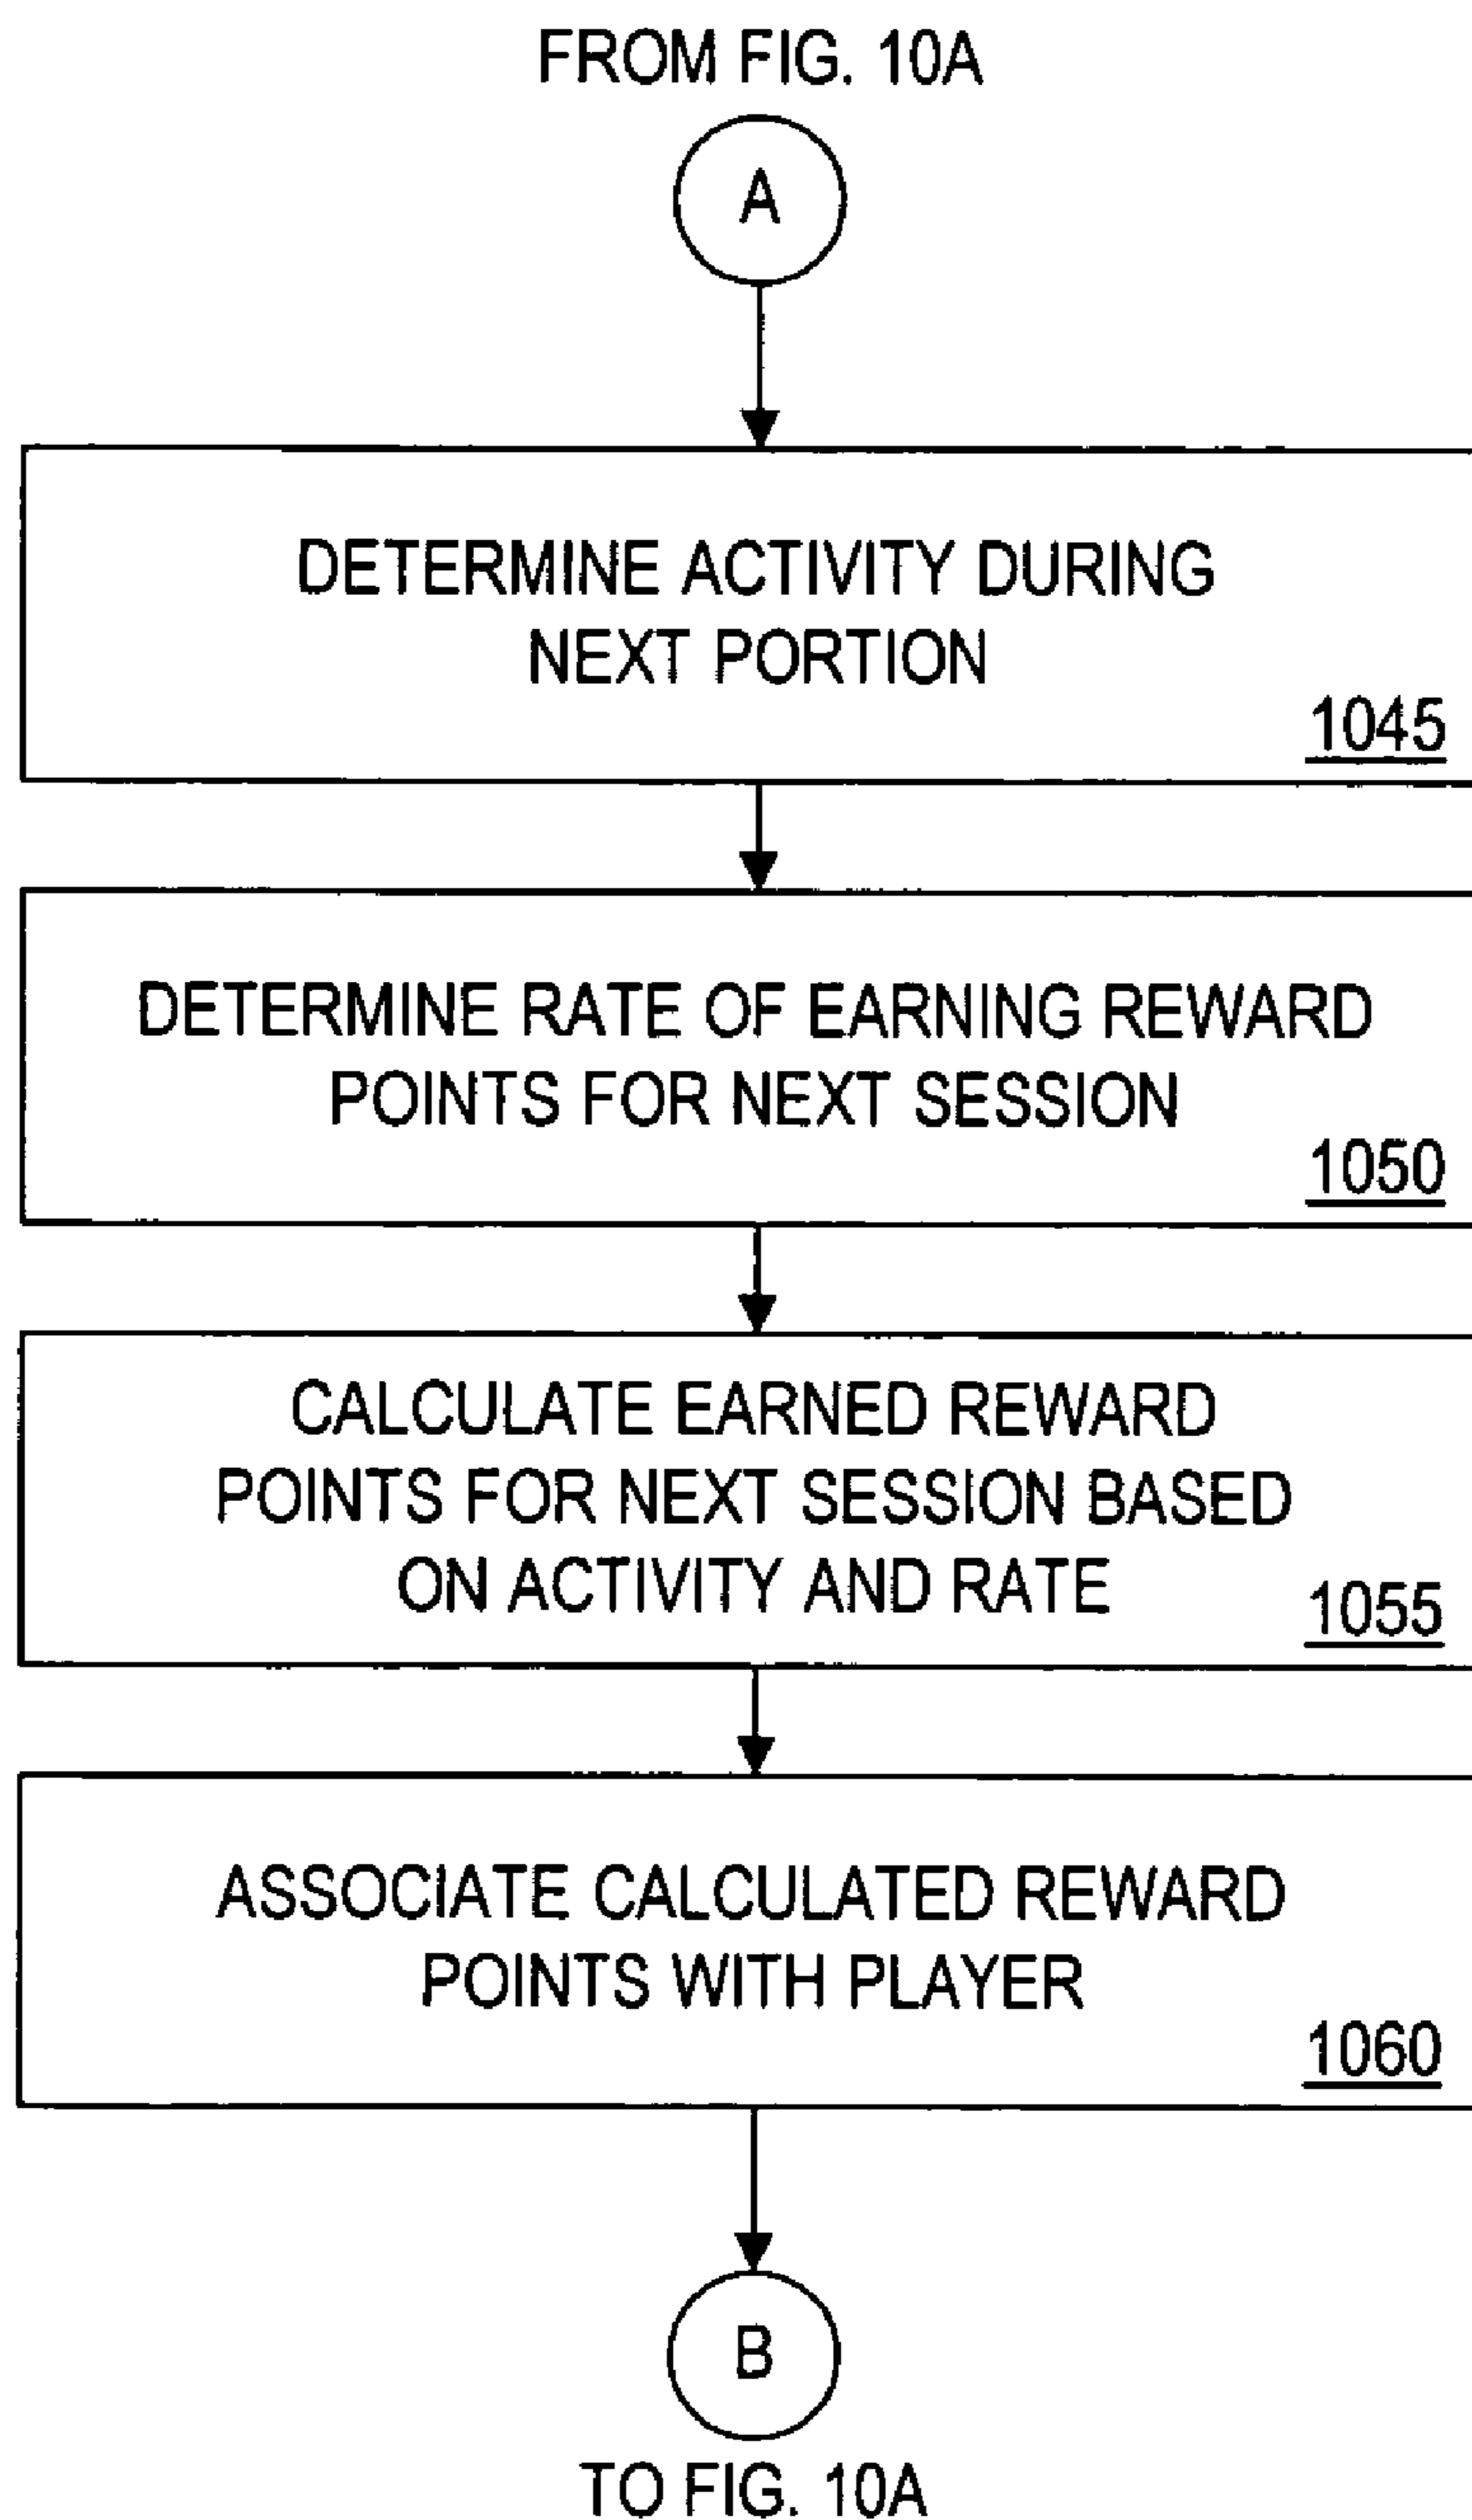 FROM FIG. 10A
A
DETERMINE ACTIVITY DURING
NEXT PORTION
1045
DETERMINE RATE OF EARNING REWARD
POINTS FOR NEXT SESSION
1050
CALCULATE EARNED REWARD
POINTS FOR NEXT SESSION BASED
ON ACTIVITY AND RATE
1055
ASSOCIATE CALCULATED REWARD
POINTS WITH PLAYER
1060
B
TO FIG. 10A